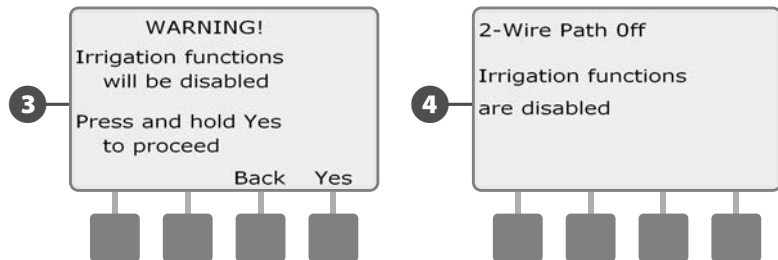 WARNING!
Irrigation functions
will be disabled
Press and hold Yes
to proceed
Back Yes
3
2-Wire Path Off
Irrigation functions
are disabled
4